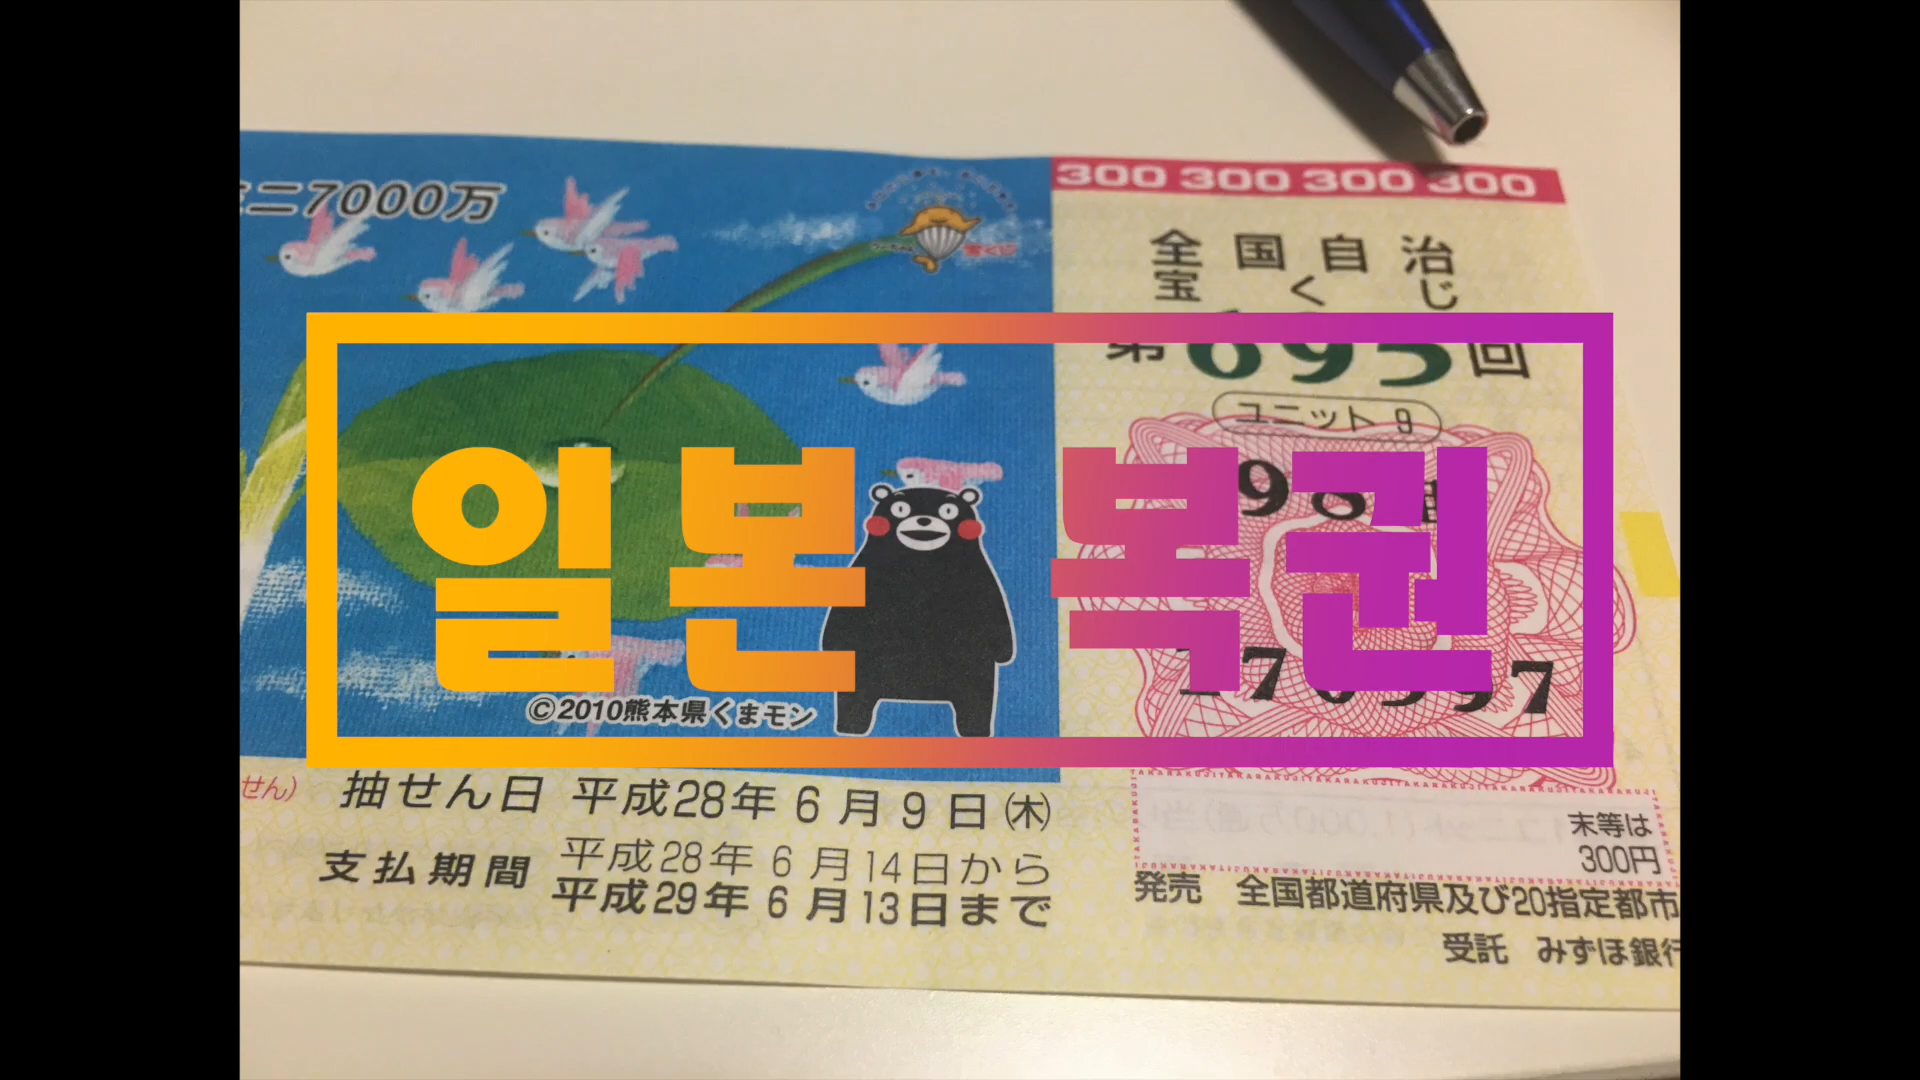 ミニ7000万
300 300 300 300
全国自治
宝くじ
第695回
ユニット 9
98
일본 복권
©2010熊本県くまモン
抽せん日 平成28年6月9日(木)
支払期間 平成28年6月14日から
平成29年6月13日まで
せん)
末等は
300円
発売 全国都道府県及び20指定都市
受託 みずほ銀行